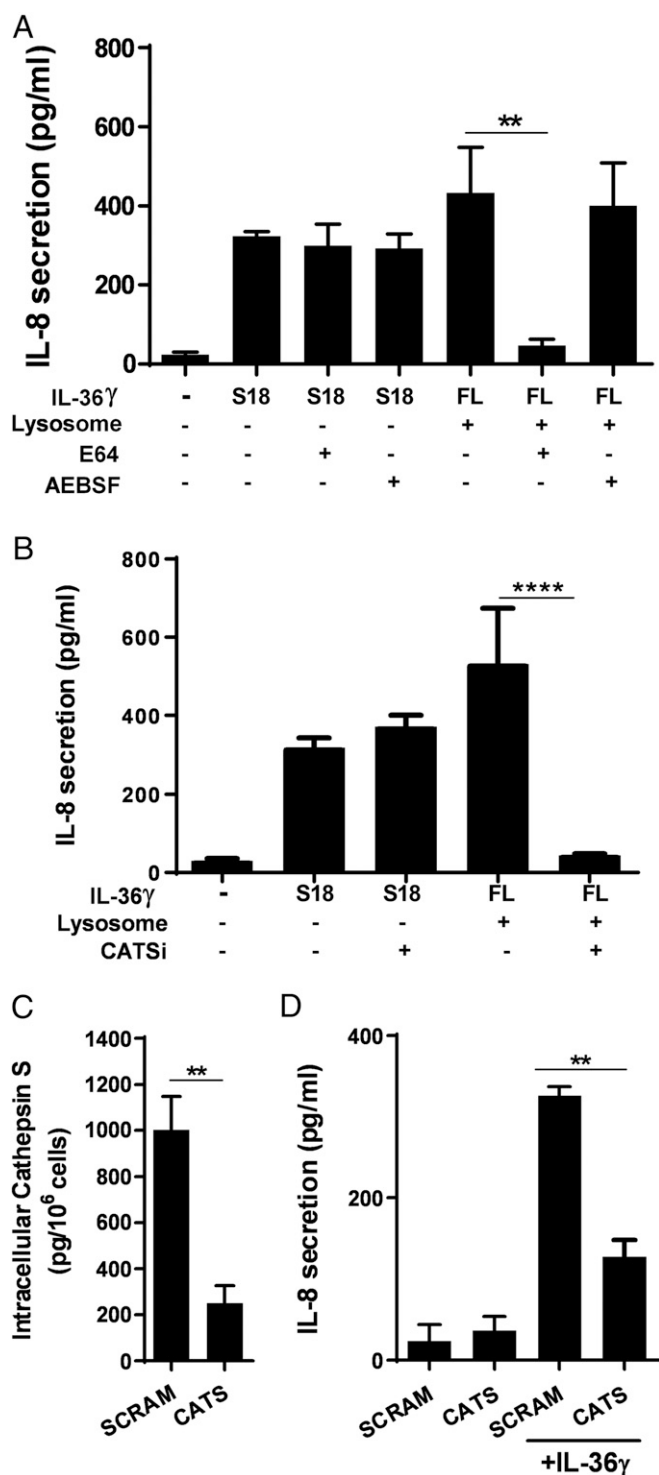 A
IL-8 secretion (pg/ml)
800
600
400
200
0
**
IL-36γ - S18 S18 S18 FL FL FL
Lysosome - - - - + + +
E64 - - + - - + -
AEBSF - - - + - - +
B
IL-8 secretion (pg/ml)
800
600
400
200
0
****
IL-36γ - S18 S18 FL FL
Lysosome - - - + +
CATSi - - + - +
C
Intracellular Cathepsin S
(pg/10⁶ cells)
1400
1200
1000
800
600
400
200
0
**
SCRAM CATS
D
IL-8 secretion (pg/ml)
400
200
0
**
SCRAM CATS SCRAM CATS
+IL-36γ